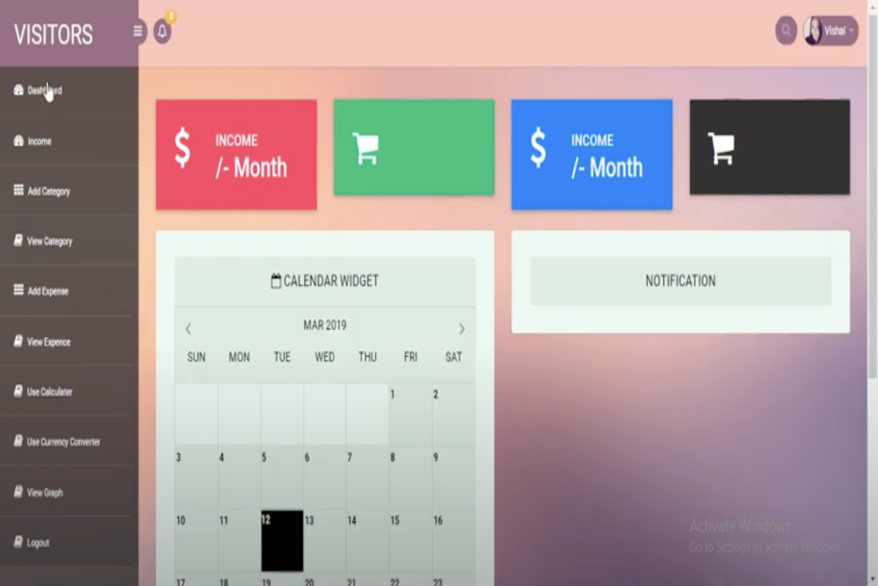 VISITORS
Vishal
Income
Add Category
View Category
Add Expense
View Expence
Use Calculater
Use Currency Converter
View Graph
Logout
INCOME
/- Month
INCOME
/- Month
CALENDAR WIDGET
MAR 2019
SUN MON TUE WED THU FRI SAT
1 2
3 4 5 6 7 8 9
10 11 12 13 14 15 16
17 18 19 20 21 22 23
NOTIFICATION
Activate Windows
Go to Settings to activate Windows.